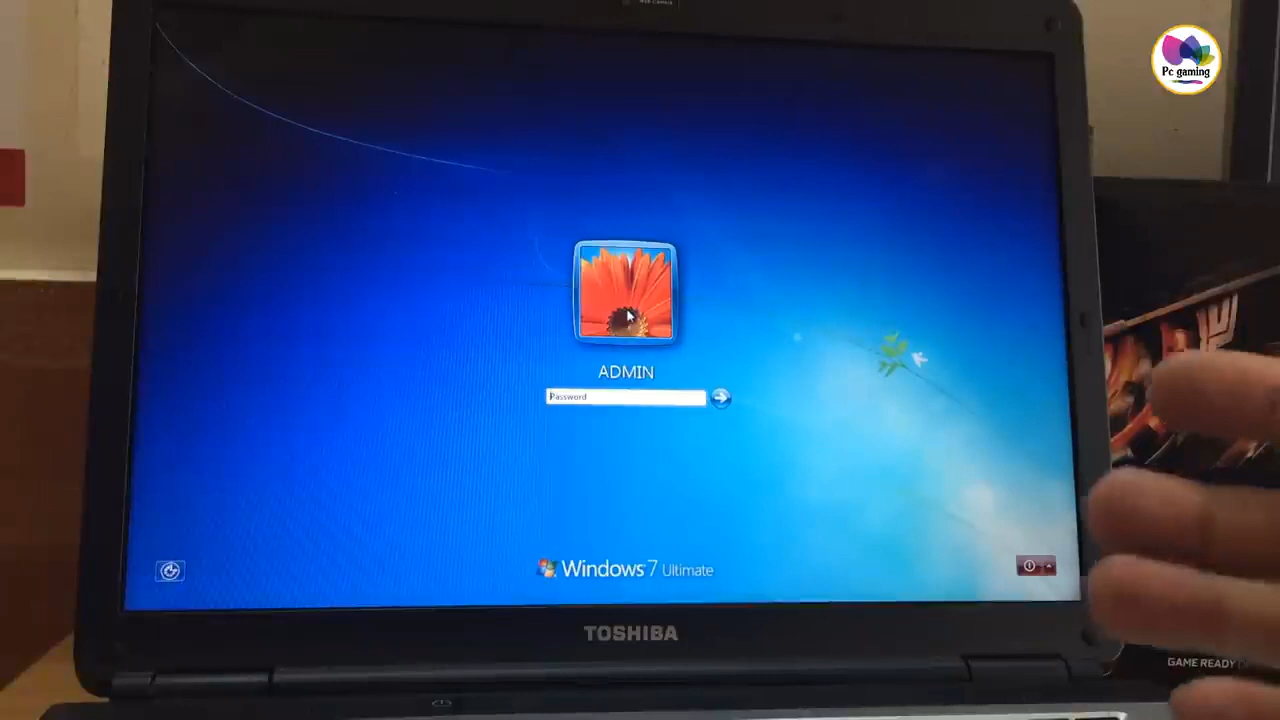 Pc gaming
ADMIN
Password
Windows 7 Ultimate
TOSHIBA
GAME READY